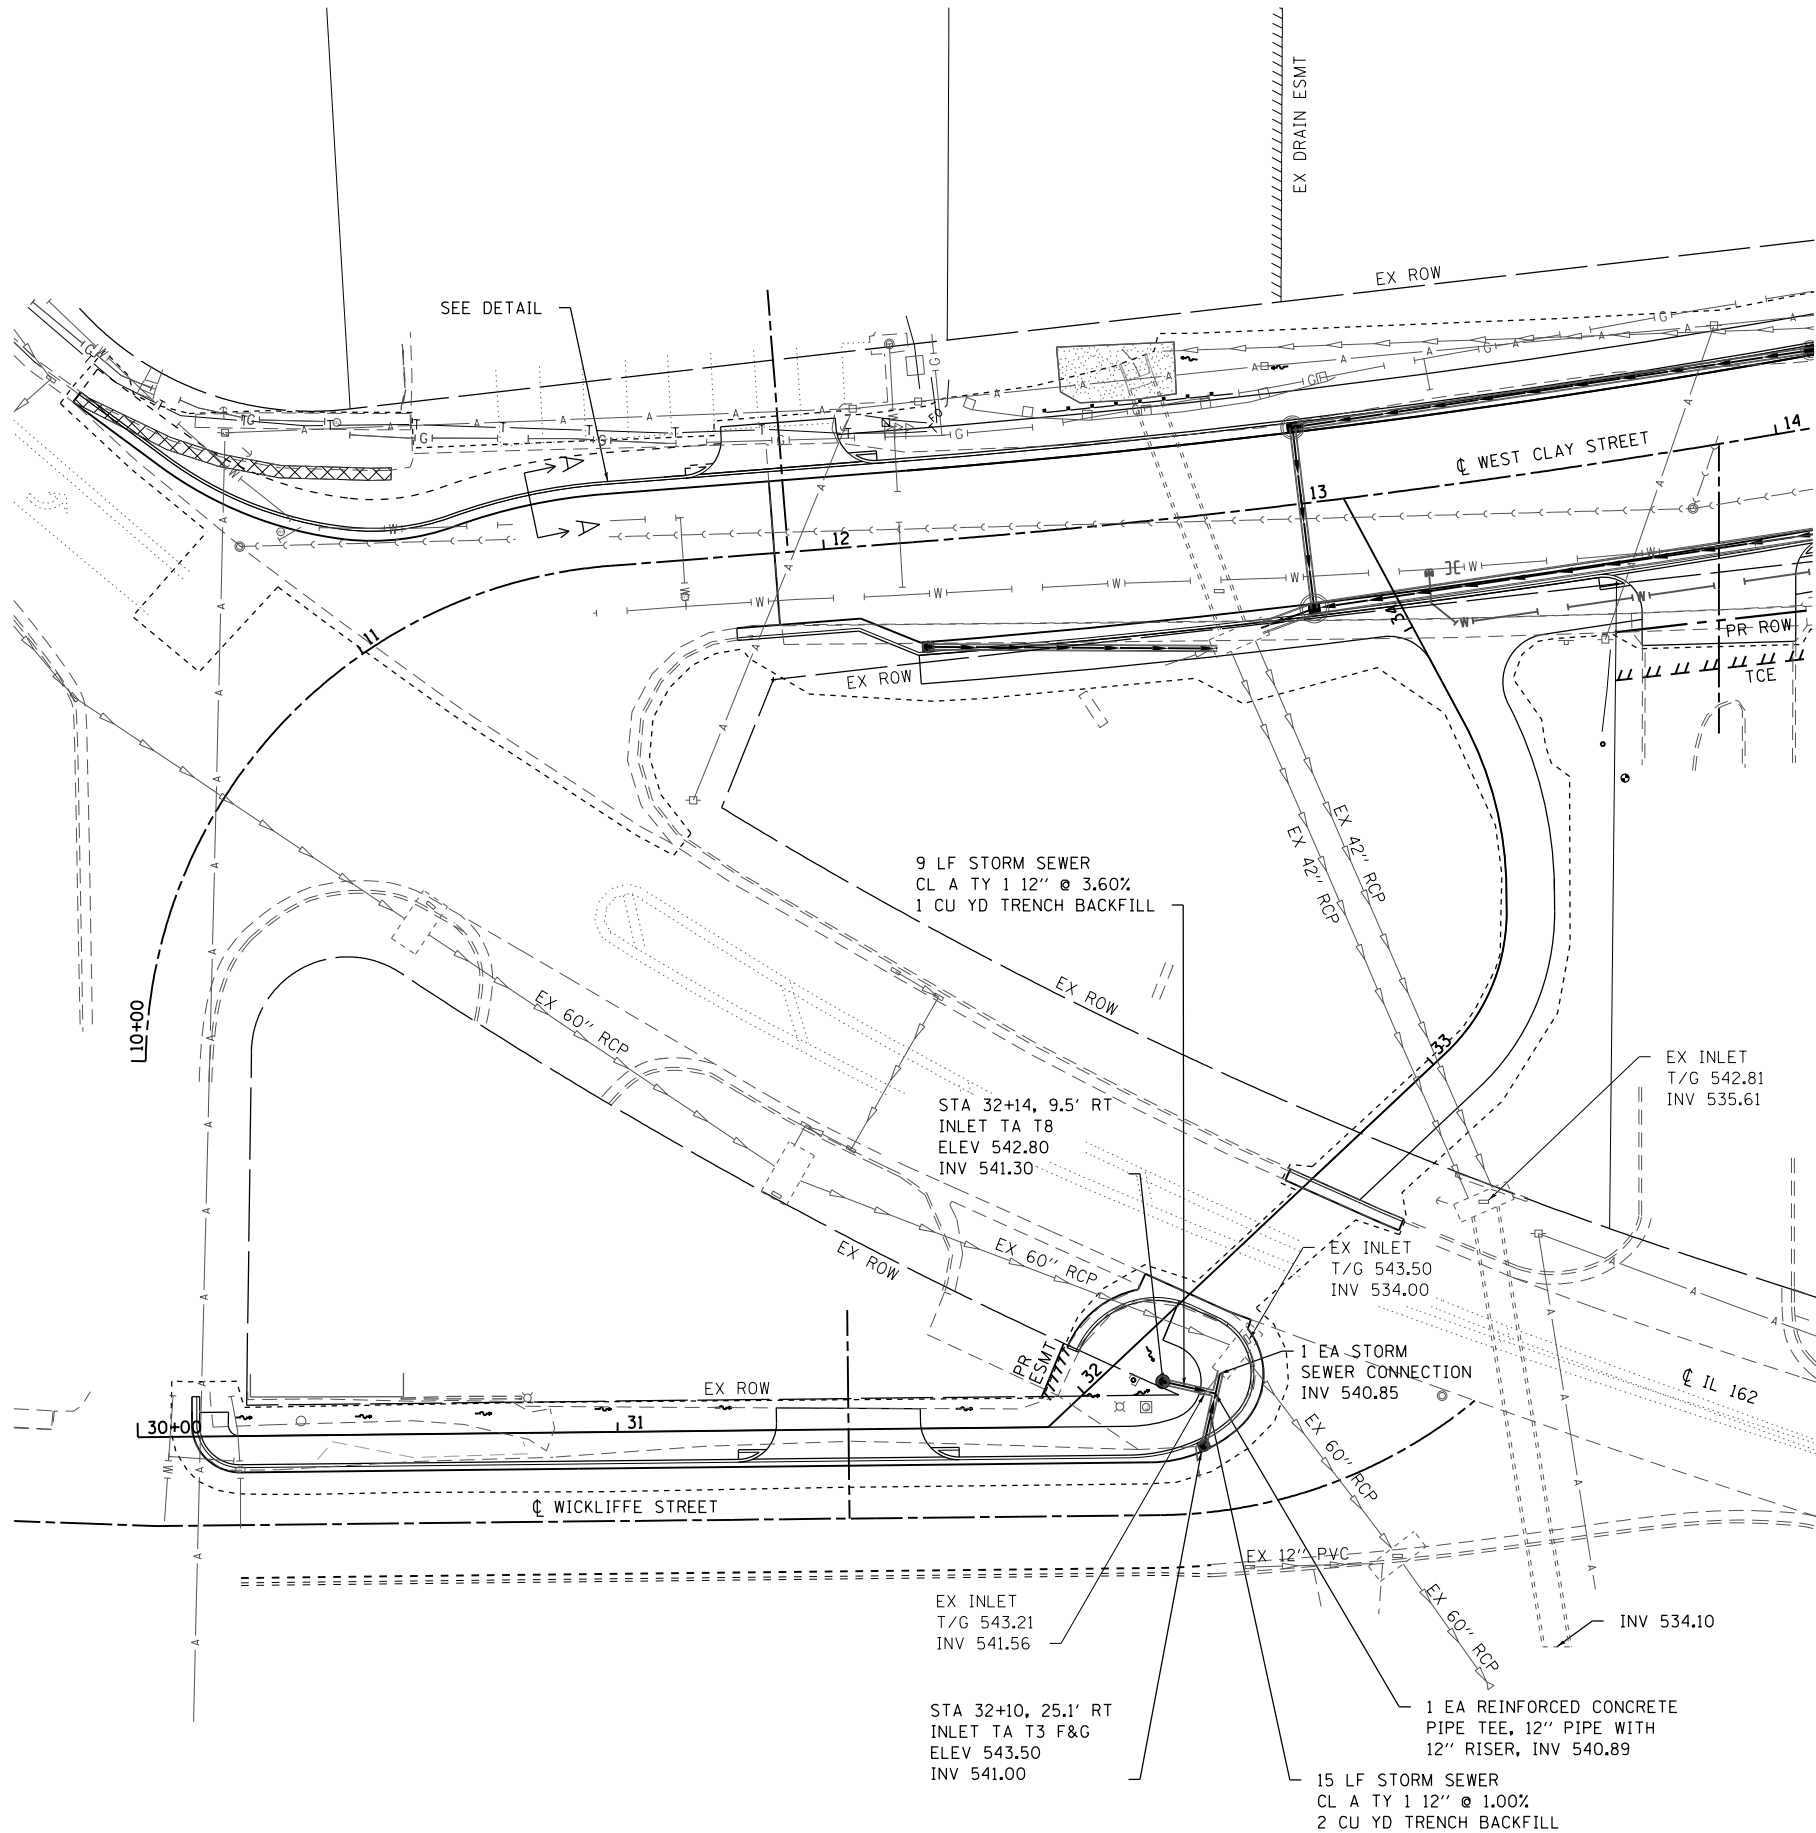 EX DRAIN ESMT
EX ROW
SEE DETAIL
A
A
14
℄ WEST CLAY STREET
13
12
11
34
PR ROW
TCE
EX ROW
EX 42'' RCP
EX 42'' RCP
9 LF STORM SEWER
CL A TY 1 12'' @ 3.60%
1 CU YD TRENCH BACKFILL
EX ROW
10+00
EX 60'' RCP
33
EX INLET
T/G 542.81
INV 535.61
STA 32+14, 9.5' RT
INLET TA T8
ELEV 542.80
INV 541.30
EX ROW
EX 60'' RCP
EX INLET
T/G 543.50
INV 534.00
PR
ESMT
32
1 EA STORM
SEWER CONNECTION
INV 540.85
℄ IL 162
EX ROW
30+00
31
EX 60'' RCP
℄ WICKLIFFE STREET
EX 12'' PVC
EX 60'' RCP
EX INLET
T/G 543.21
INV 541.56
INV 534.10
STA 32+10, 25.1' RT
INLET TA T3 F&G
ELEV 543.50
INV 541.00
1 EA REINFORCED CONCRETE
PIPE TEE, 12'' PIPE WITH
12'' RISER, INV 540.89
15 LF STORM SEWER
CL A TY 1 12'' @ 1.00%
2 CU YD TRENCH BACKFILL